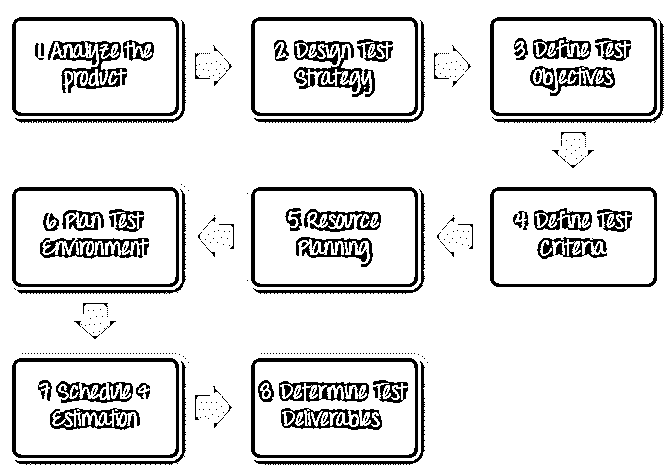 1 Analyze the
product
2 Design Test
Strategy
3 Define Test
Objectives
4 Define Test
Criteria
5 Resource
Planning
6 Plan Test
Environment
7 Schedule &
Estimation
8 Determine Test
Deliverables